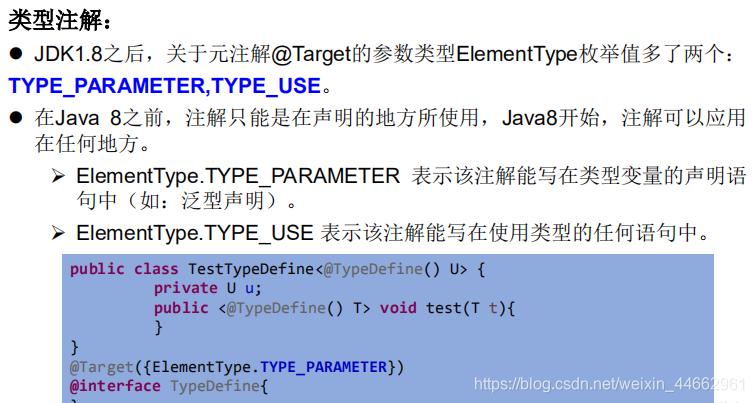 类型注解：
● JDK1.8之后，关于元注解@Target的参数类型ElementType枚举值多了两个：
TYPE_PARAMETER,TYPE_USE。
● 在Java 8之前，注解只能是在声明的地方所使用，Java8开始，注解可以应用
在任何地方。
➢ ElementType.TYPE_PARAMETER 表示该注解能写在类型变量的声明语
句中（如：泛型声明）。
➢ ElementType.TYPE_USE 表示该注解能写在使用类型的任何语句中。
public class TestTypeDefine<@TypeDefine() U> {
private U u;
public <@TypeDefine() T> void test(T t){
}
}
@Target({ElementType.TYPE_PARAMETER})
@interface TypeDefine{
https://blog.csdn.net/weixin_44662961
}